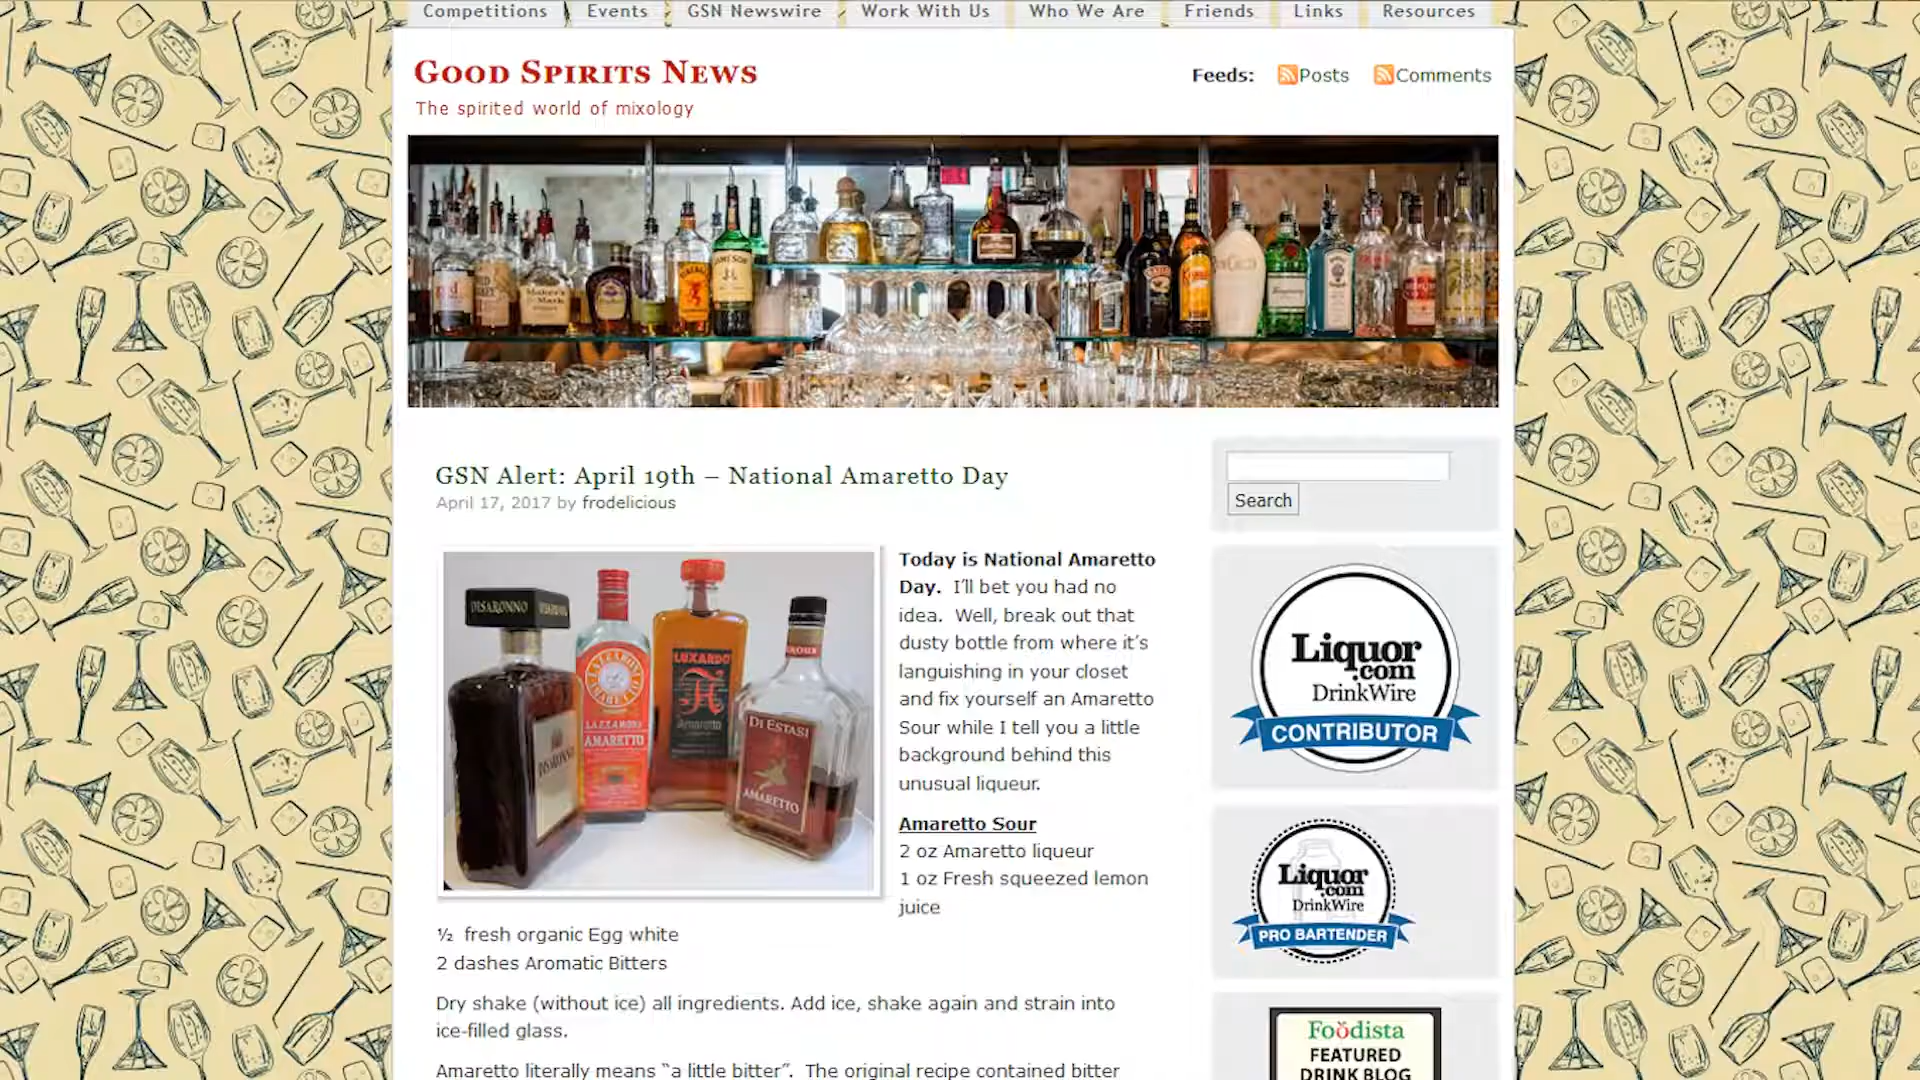 Competitions Events GSN Newswire Work With Us Who We Are Friends Links Resources
Good Spirits News
The spirited world of mixology
Feeds: Posts Comments
GSN Alert: April 19th – National Amaretto Day
April 17, 2017 by frodelicious
DISARONNO
LUXARDO
Amaretto
LAZZARONI
AMARETTO
DI ESTASI
AMARETTO
Today is National Amaretto
Day.  I’ll bet you had no
idea.  Well, break out that
dusty bottle from where it’s
languishing in your closet
and fix yourself an Amaretto
Sour while I tell you a little
background behind this
unusual liqueur.
Amaretto Sour
2 oz Amaretto liqueur
1 oz Fresh squeezed lemon
juice
½  fresh organic Egg white
2 dashes Aromatic Bitters
Dry shake (without ice) all ingredients. Add ice, shake again and strain into
ice-filled glass.
Amaretto literally means “a little bitter”.  The original recipe contained bitter
Search
Liquor
.com
DrinkWire
CONTRIBUTOR
Liquor
.com
DrinkWire
PRO BARTENDER
Foodista
FEATURED
DRINK BLOG